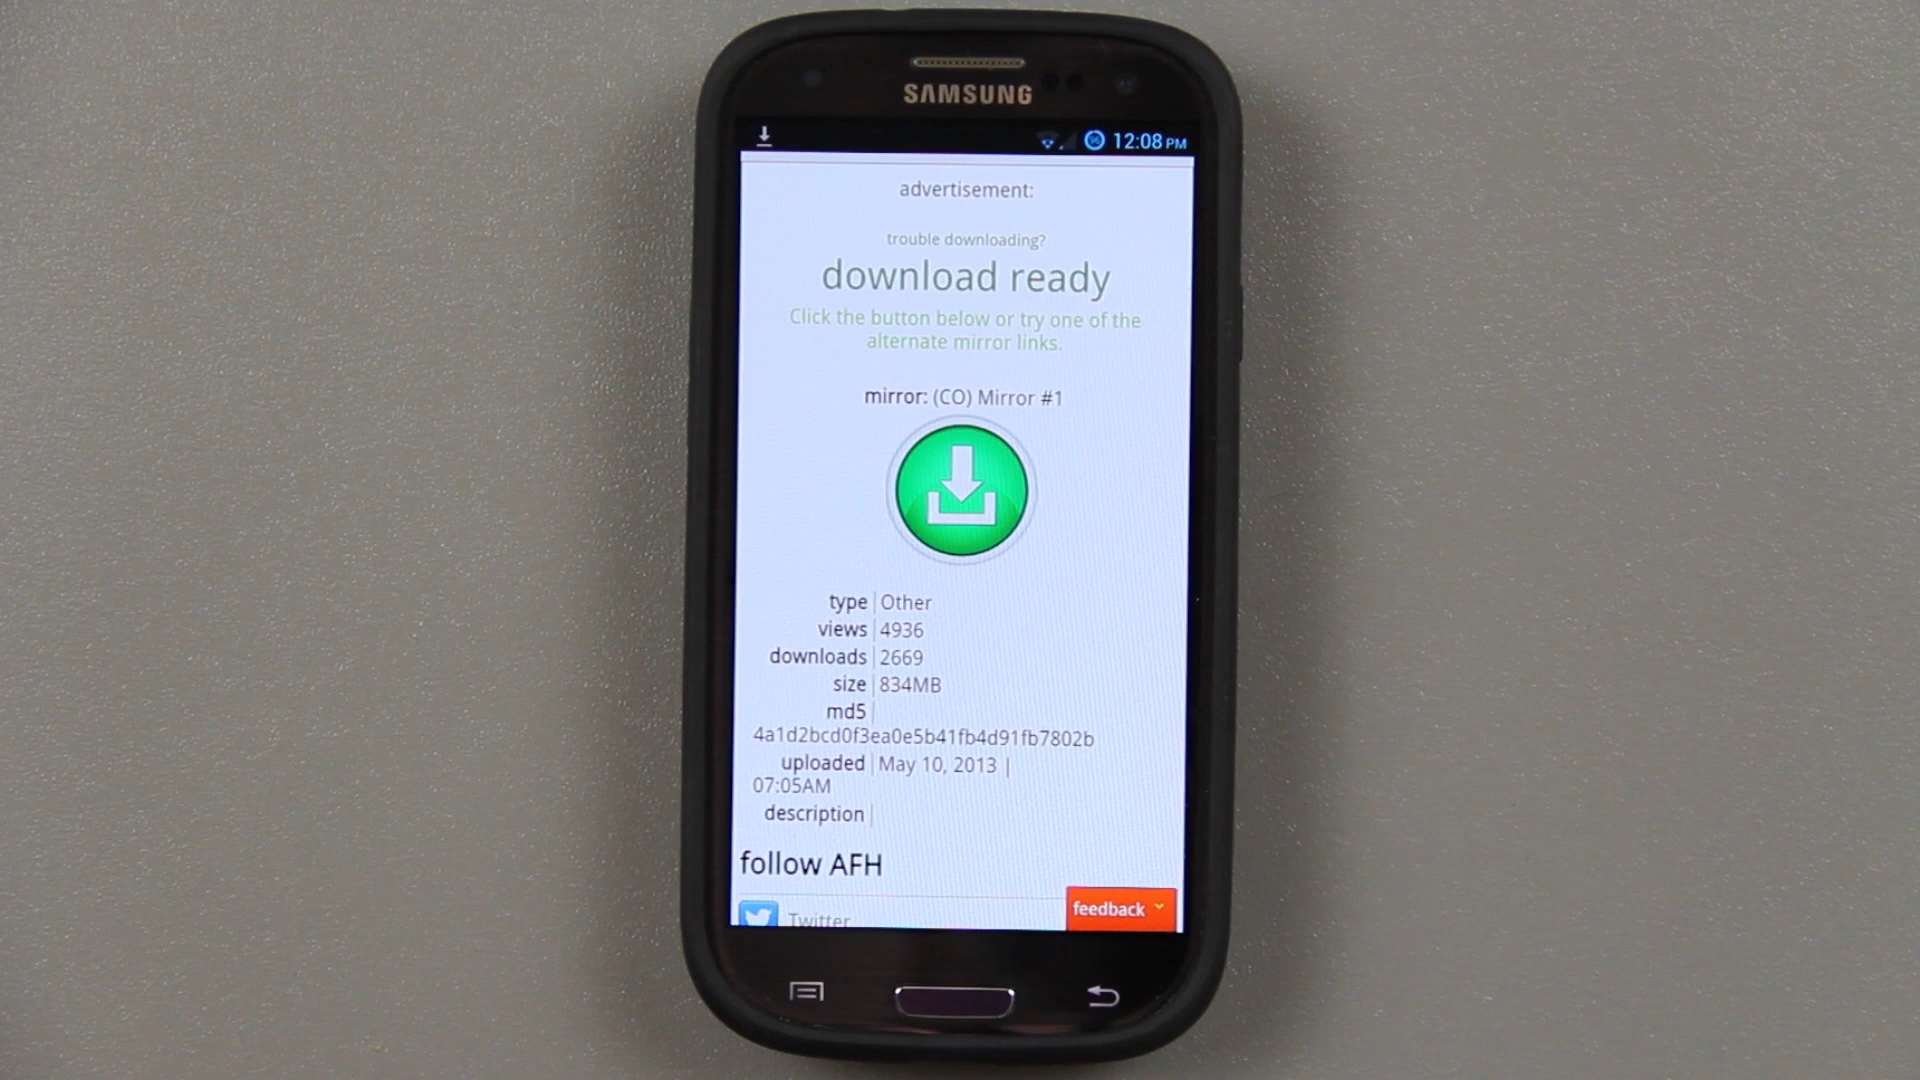 SAMSUNG
12:08 PM
advertisement:
trouble downloading?
download ready
Click the button below or try one of the
alternate mirror links.
mirror: (CO) Mirror #1
type Other
views 4936
downloads 2669
size 834MB
md5
4a1d2bcd0f3ea0e5b41fb4d91fb7802b
uploaded May 10, 2013 |
07:05AM
description
follow AFH
Twitter
feedback